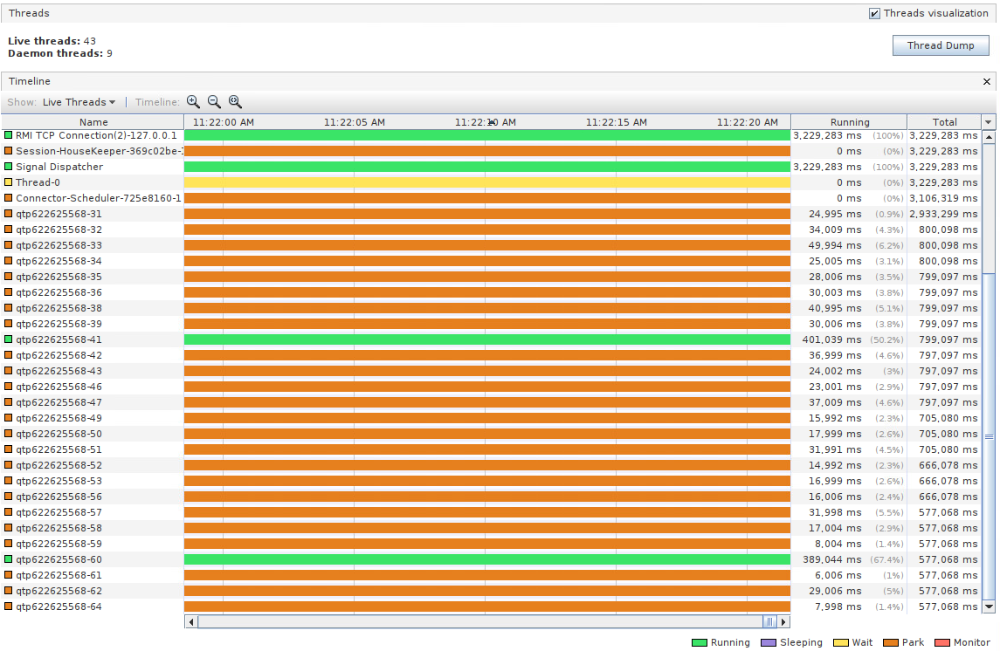 Threads Threads visualization
Live threads: 43
Daemon threads: 9
Thread Dump
Timeline
Show: Live Threads Timeline:
Name 11:22:00 AM 11:22:05 AM 11:22:10 AM 11:22:15 AM 11:22:20 AM Running Total
RMI TCP Connection(2)-127.0.0.1 3,229,283 ms (100%) 3,229,283 ms
Session-HouseKeeper-369c02be- 0 ms (0%) 3,229,283 ms
Signal Dispatcher 3,229,283 ms (100%) 3,229,283 ms
Thread-0 0 ms (0%) 3,229,283 ms
Connector-Scheduler-725e8160-1 0 ms (0%) 3,106,319 ms
qtp622625568-31 24,995 ms (0.9%) 2,933,299 ms
qtp622625568-32 34,009 ms (4.3%) 800,098 ms
qtp622625568-33 49,994 ms (6.2%) 800,098 ms
qtp622625568-34 25,005 ms (3.1%) 800,098 ms
qtp622625568-35 28,006 ms (3.5%) 799,097 ms
qtp622625568-36 30,003 ms (3.8%) 799,097 ms
qtp622625568-38 40,995 ms (5.1%) 799,097 ms
qtp622625568-39 30,006 ms (3.8%) 799,097 ms
qtp622625568-41 401,039 ms (50.2%) 799,097 ms
qtp622625568-42 36,999 ms (4.6%) 797,097 ms
qtp622625568-43 24,002 ms (3%) 797,097 ms
qtp622625568-46 23,001 ms (2.9%) 797,097 ms
qtp622625568-47 37,009 ms (4.6%) 797,097 ms
qtp622625568-49 15,992 ms (2.3%) 705,080 ms
qtp622625568-50 17,999 ms (2.6%) 705,080 ms
qtp622625568-51 31,991 ms (4.5%) 705,080 ms
qtp622625568-52 14,992 ms (2.3%) 666,078 ms
qtp622625568-53 16,999 ms (2.6%) 666,078 ms
qtp622625568-56 16,006 ms (2.4%) 666,078 ms
qtp622625568-57 31,998 ms (5.5%) 577,068 ms
qtp622625568-58 17,004 ms (2.9%) 577,068 ms
qtp622625568-59 8,004 ms (1.4%) 577,068 ms
qtp622625568-60 389,044 ms (67.4%) 577,068 ms
qtp622625568-61 6,006 ms (1%) 577,068 ms
qtp622625568-62 29,006 ms (5%) 577,068 ms
qtp622625568-64 7,998 ms (1.4%) 577,068 ms
Running Sleeping Wait Park Monitor